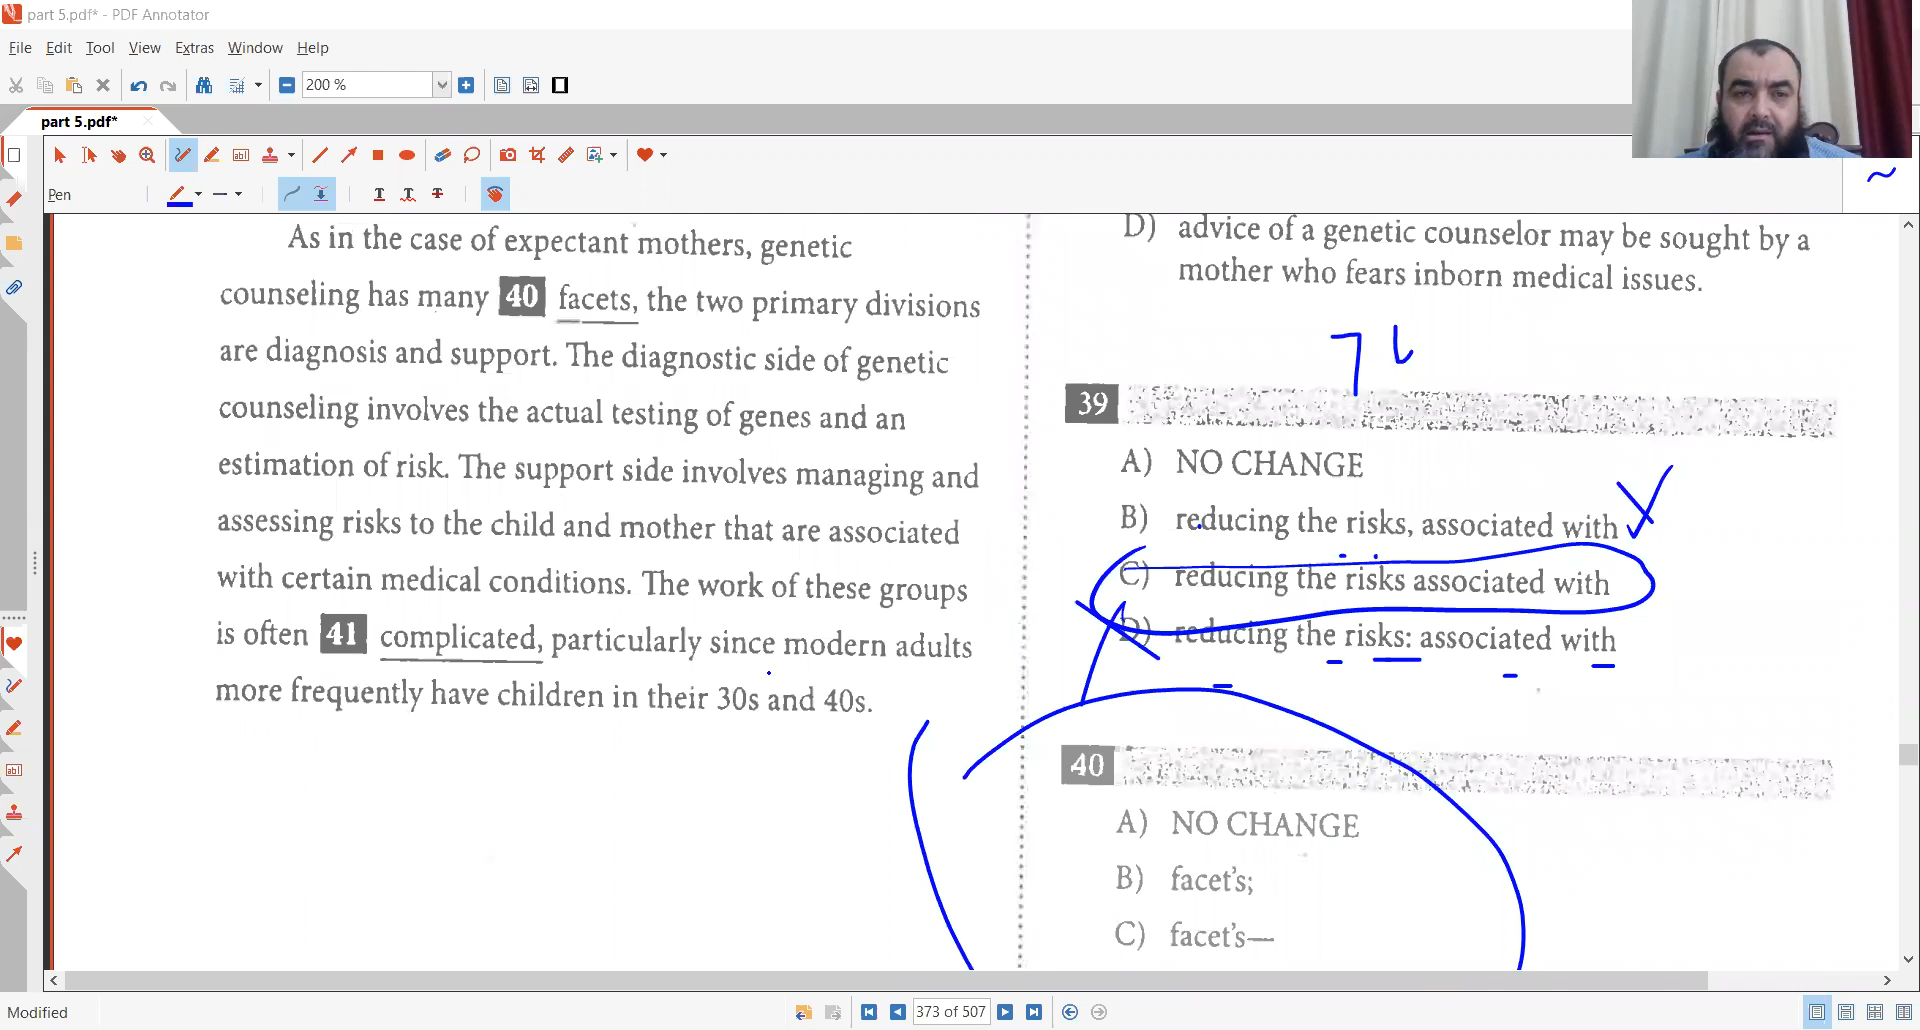 part 5.pdf* - PDF Annotator
File Edit Tool View Extras Window Help
200 %
part 5.pdf*
Pen
As in the case of expectant mothers, genetic
counseling has many 40 facets, the two primary divisions
are diagnosis and support. The diagnostic side of genetic
counseling involves the actual testing of genes and an
estimation of risk. The support side involves managing and
assessing risks to the child and mother that are associated
with certain medical conditions. The work of these groups
is often 41 complicated, particularly since modern adults
more frequently have children in their 30s and 40s.
D) advice of a genetic counselor may be sought by a
mother who fears inborn medical issues.
39
A) NO CHANGE
B) reducing the risks, associated with
C) reducing the risks associated with
D) reducing the risks: associated with
40
A) NO CHANGE
B) facet's;
C) facet's—
Modified
373 of 507